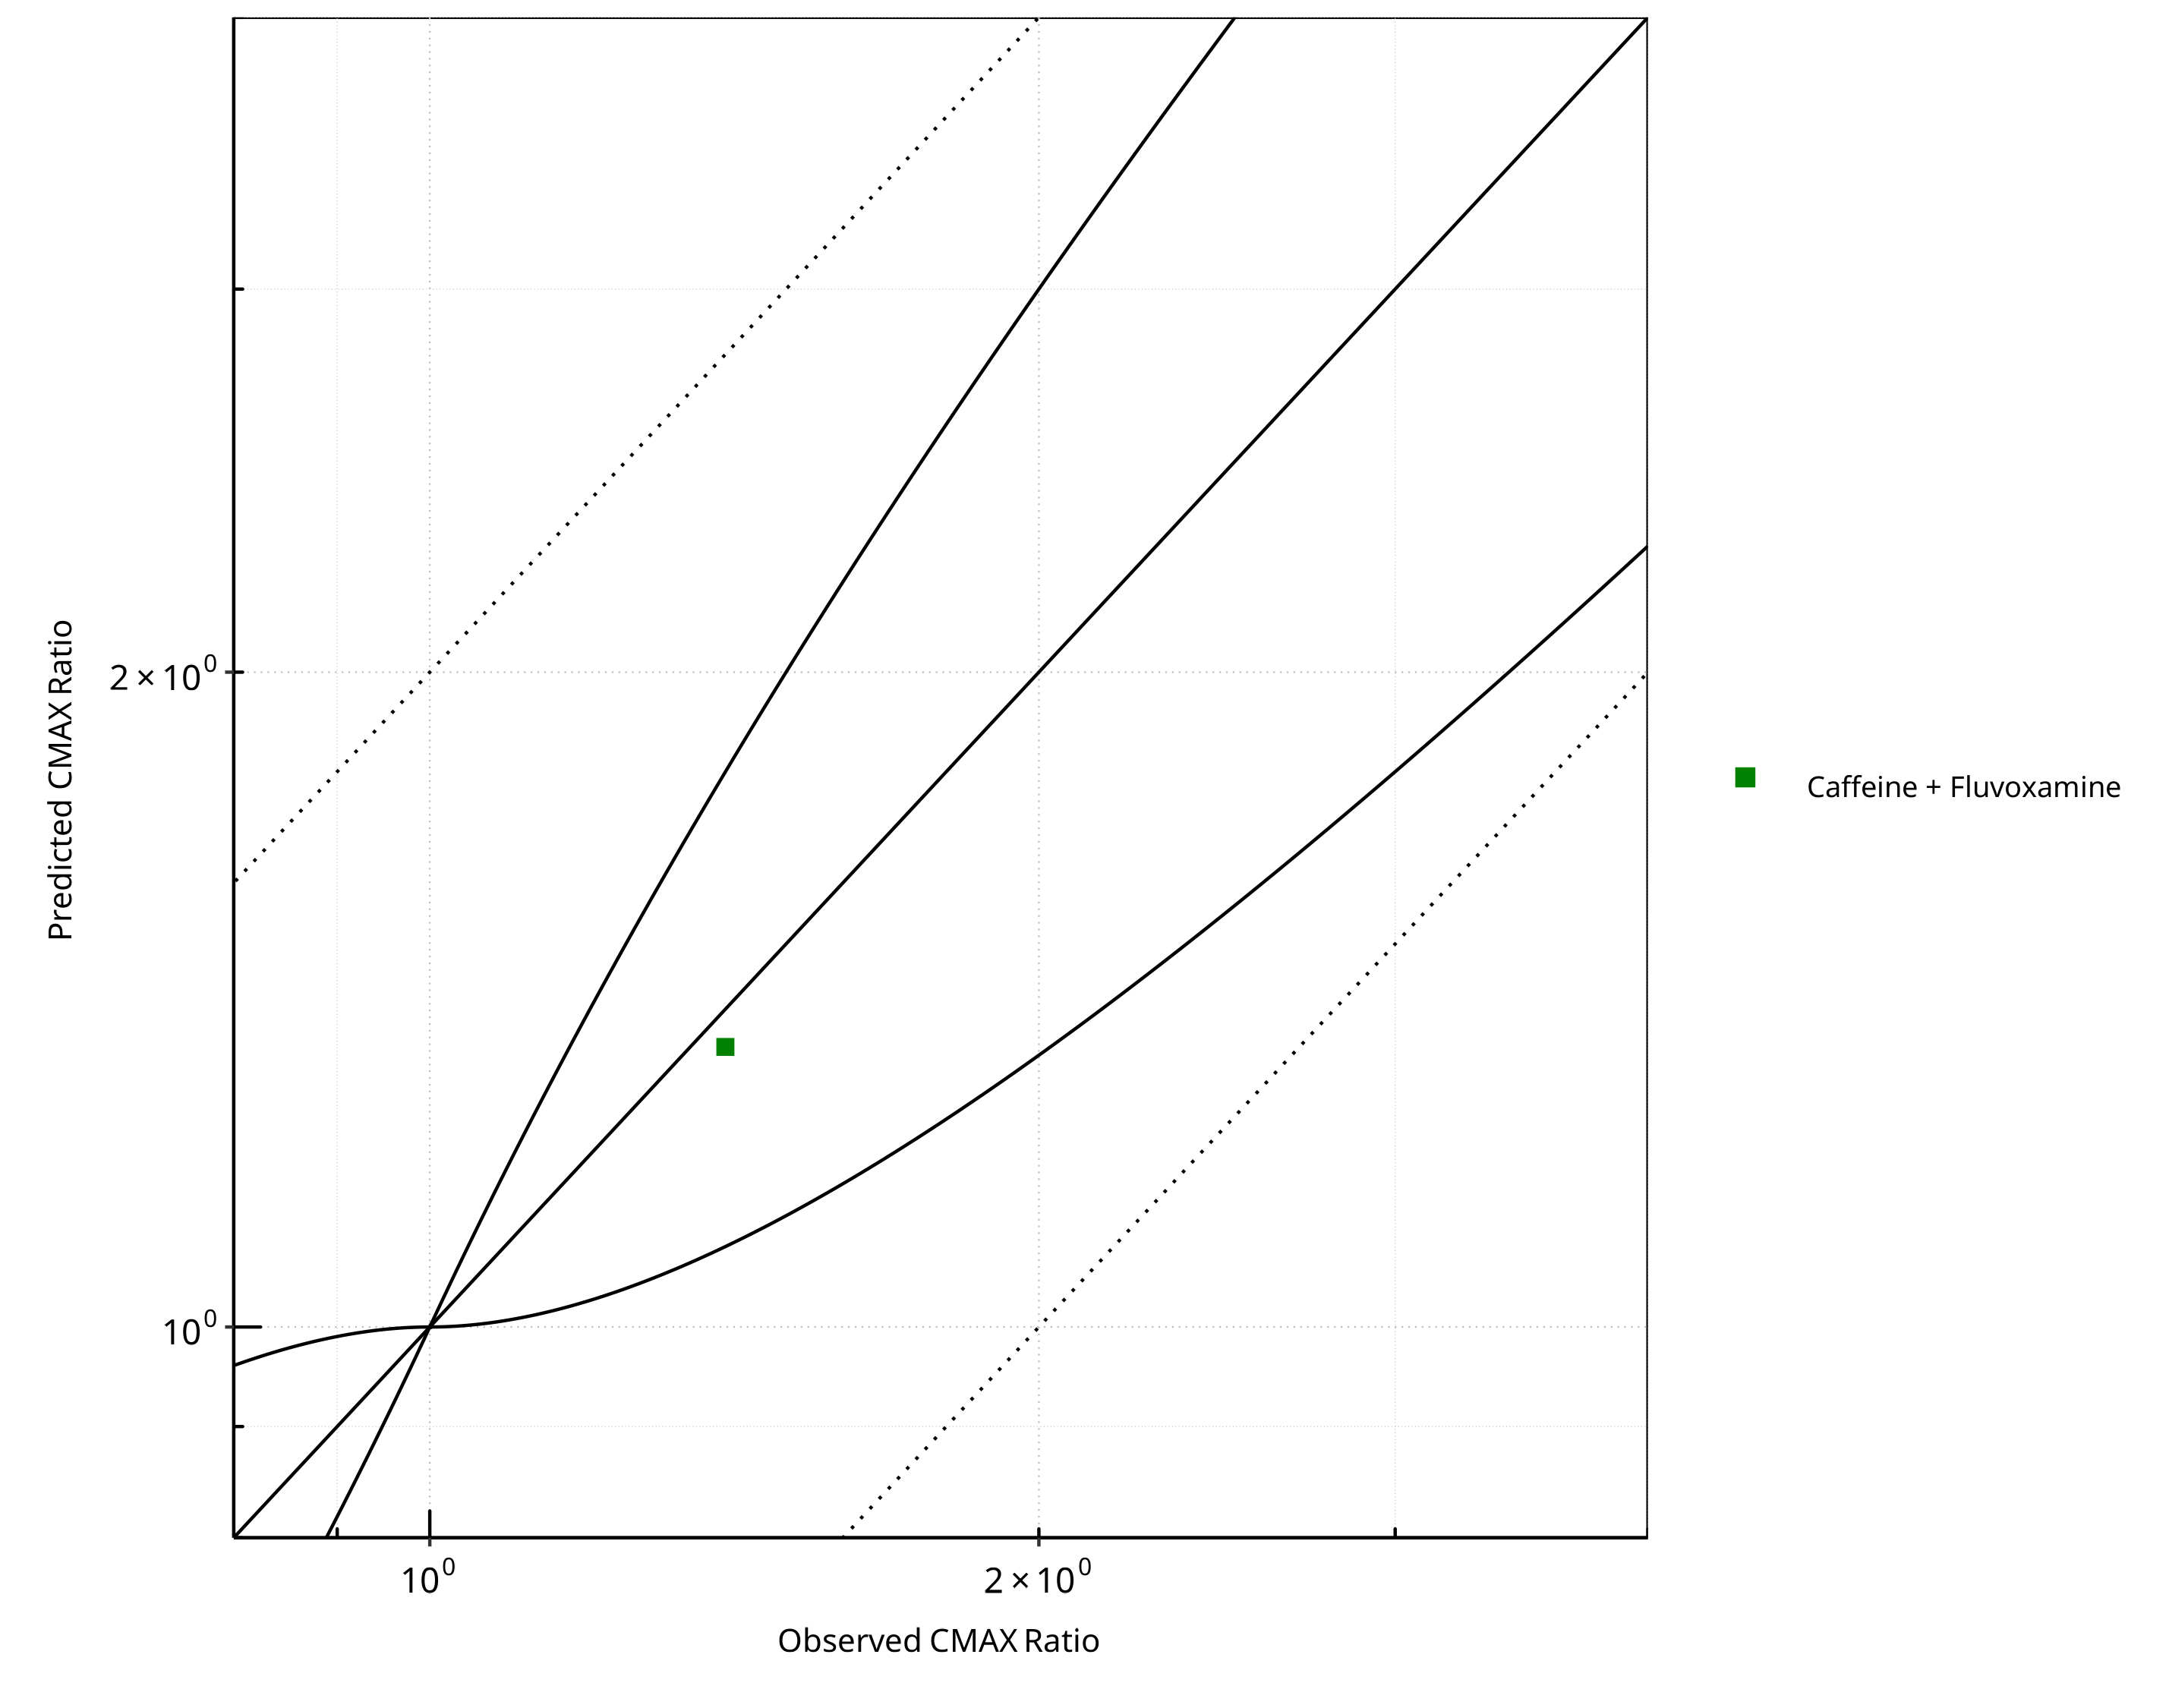 Predicted CMAX Ratio
2 × 10⁰
10⁰
10⁰
2 × 10⁰
Observed CMAX Ratio
Caffeine + Fluvoxamine